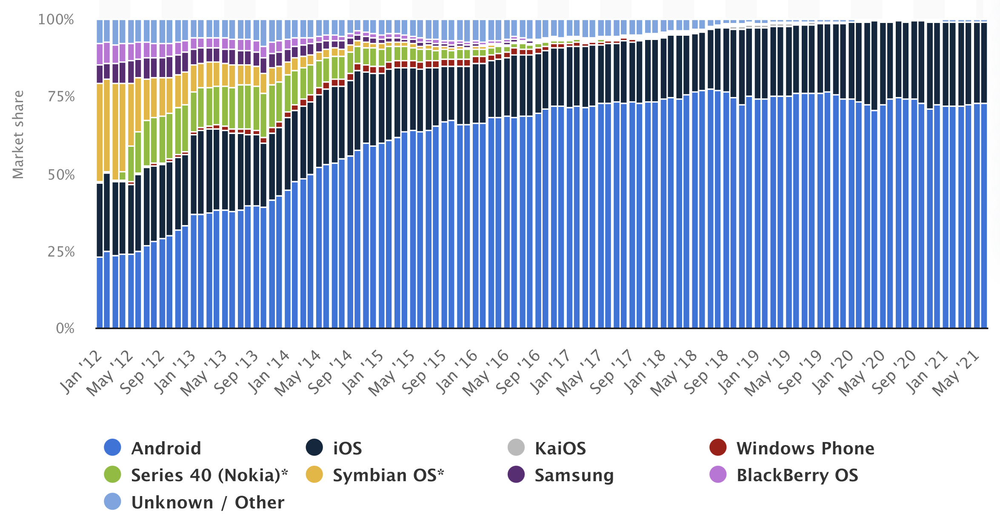 100%
75%
50%
25%
0%
Market share
Jan '12
May '12
Sep '12
Jan '13
May '13
Sep '13
Jan '14
May '14
Sep '14
Jan '15
May '15
Sep '15
Jan '16
May '16
Sep '16
Jan '17
May '17
Sep '17
Jan '18
May '18
Sep '18
Jan '19
May '19
Sep '19
Jan '20
May '20
Sep '20
Jan '21
May '21
Android
iOS
KaiOS
Windows Phone
Series 40 (Nokia)*
Symbian OS*
Samsung
BlackBerry OS
Unknown / Other